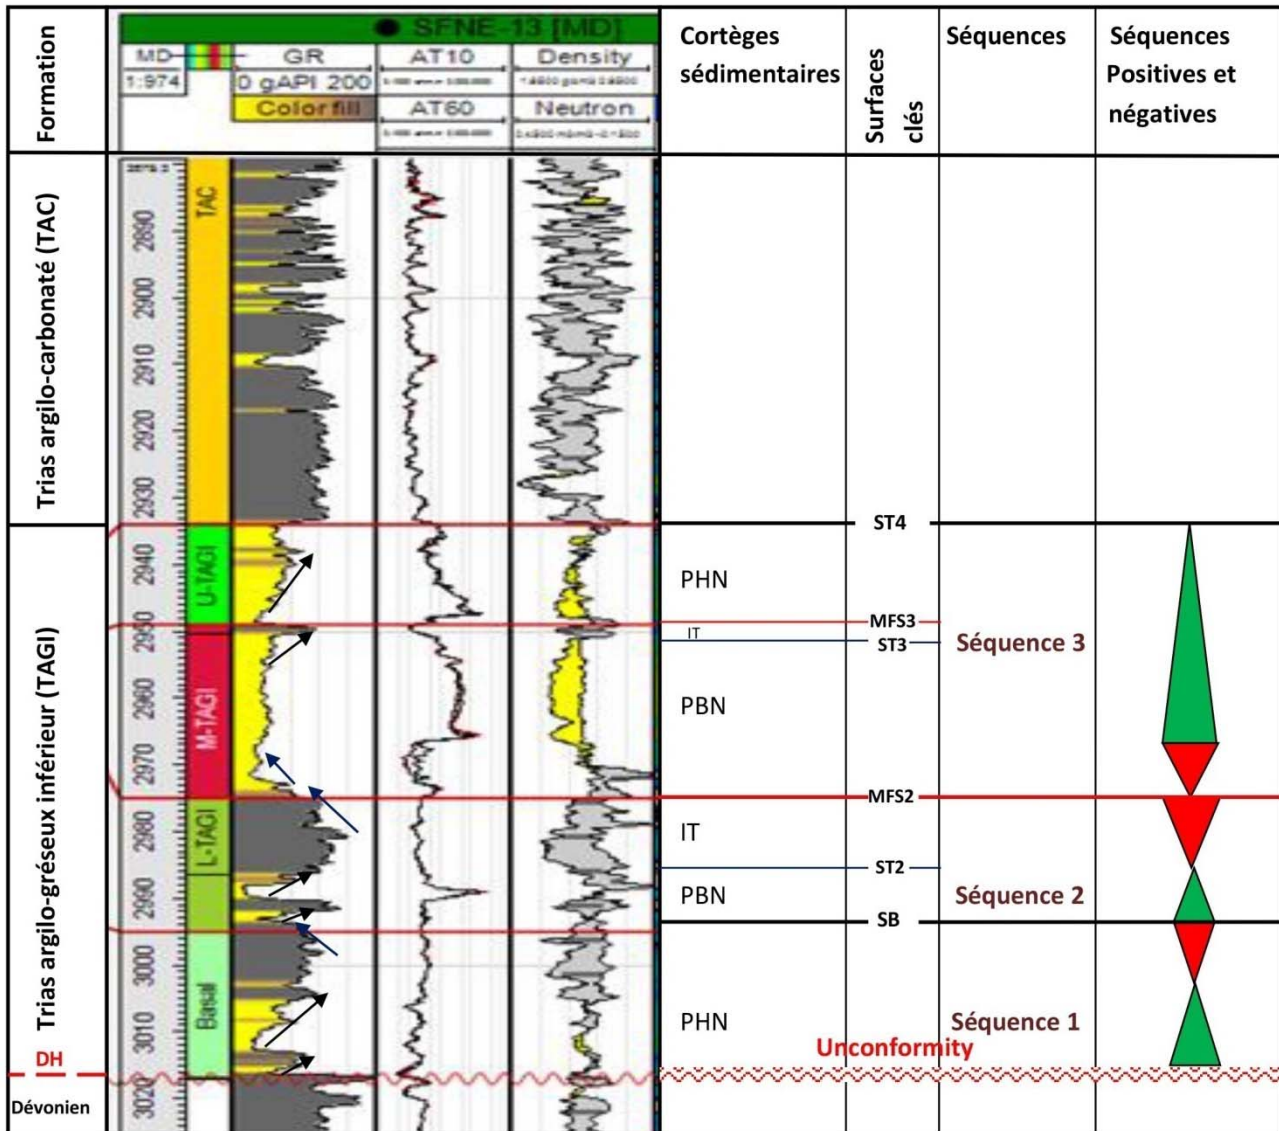 Formation
SFNE-13 [MD]
MD
1:974
GR
0 gAPI 200
Color fill
AT10
AT60
Density
Neutron
Cortèges
sédimentaires
Surfaces
clés
Séquences
Séquences
Positives et
négatives
Trias argilo-carbonaté (TAC)
TAC
2890
2900
2910
2920
2930
Trias argilo-gréseux inférieur (TAGI)
2940
2950
2960
2970
2980
2990
3000
3010
3020
U-TAGI
M-TAGI
L-TAGI
Basal
ST4
PHN
MFS3
IT
ST3
Séquence 3
PBN
MFS2
IT
ST2
PBN
Séquence 2
SB
PHN
Séquence 1
Unconformity
DH
Dévonien